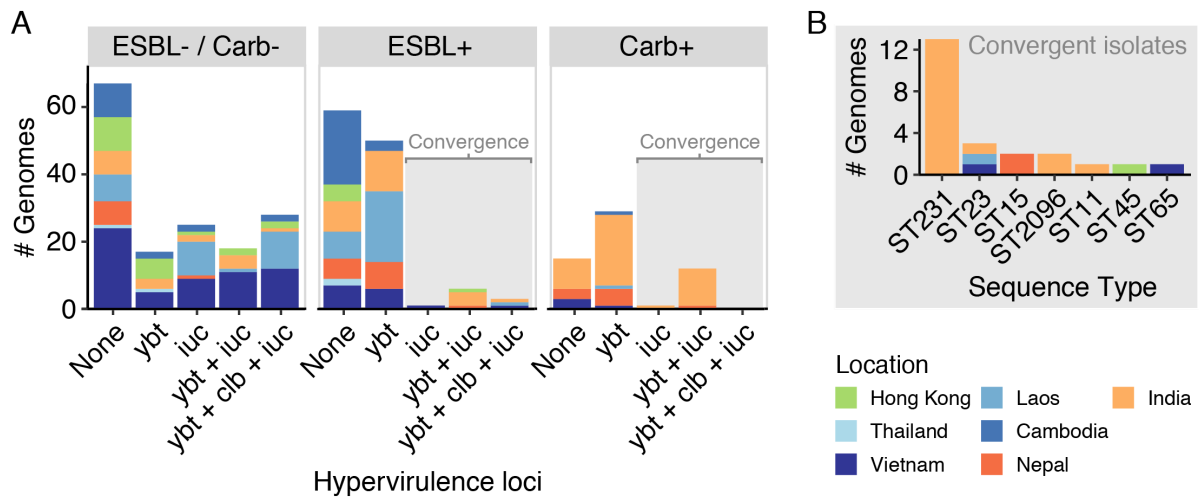 A
ESBL- / Carb-
ESBL+
Carb+
# Genomes
60
40
20
0
Convergence
Convergence
None
ybt
iuc
ybt + iuc
ybt + clb + iuc
None
ybt
iuc
ybt + iuc
ybt + clb + iuc
None
ybt
iuc
ybt + iuc
ybt + clb + iuc
Hypervirulence loci
B
Convergent isolates
# Genomes
12
8
4
0
ST231
ST23
ST15
ST2096
ST11
ST45
ST65
Sequence Type
Location
Hong Kong
Laos
India
Thailand
Cambodia
Vietnam
Nepal